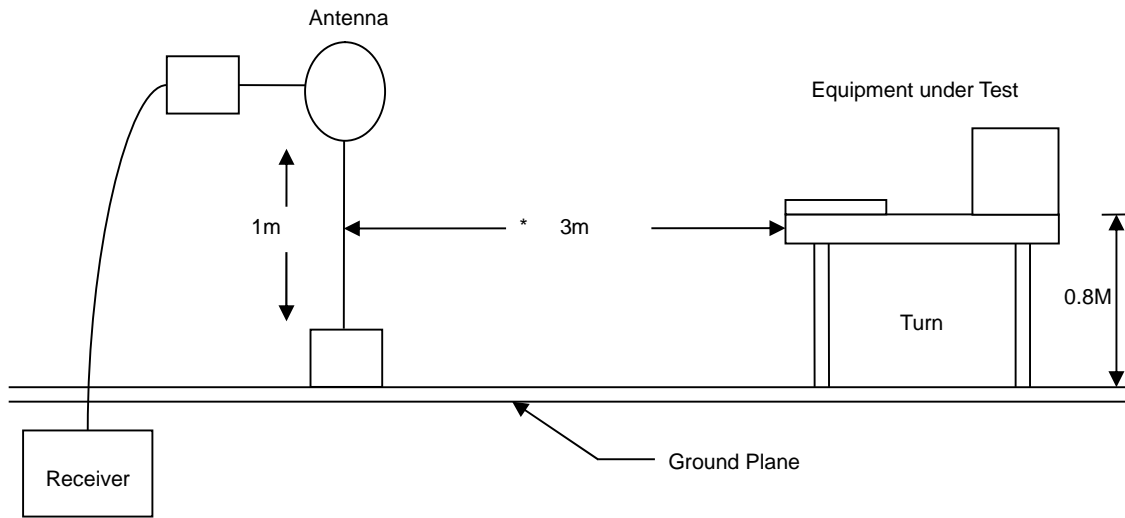 Antenna
Equipment under Test
1m
* 3m
0.8M
Turn
Ground Plane
Receiver